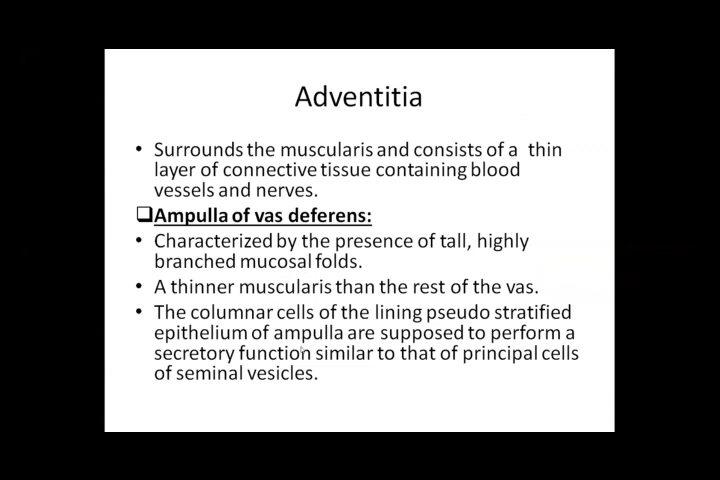 Adventitia
• Surrounds the muscularis and consists of a thin
layer of connective tissue containing blood
vessels and nerves.
❑Ampulla of vas deferens:
• Characterized by the presence of tall, highly
branched mucosal folds.
• A thinner muscularis than the rest of the vas.
• The columnar cells of the lining pseudo stratified
epithelium of ampulla are supposed to perform a
secretory function similar to that of principal cells
of seminal vesicles.